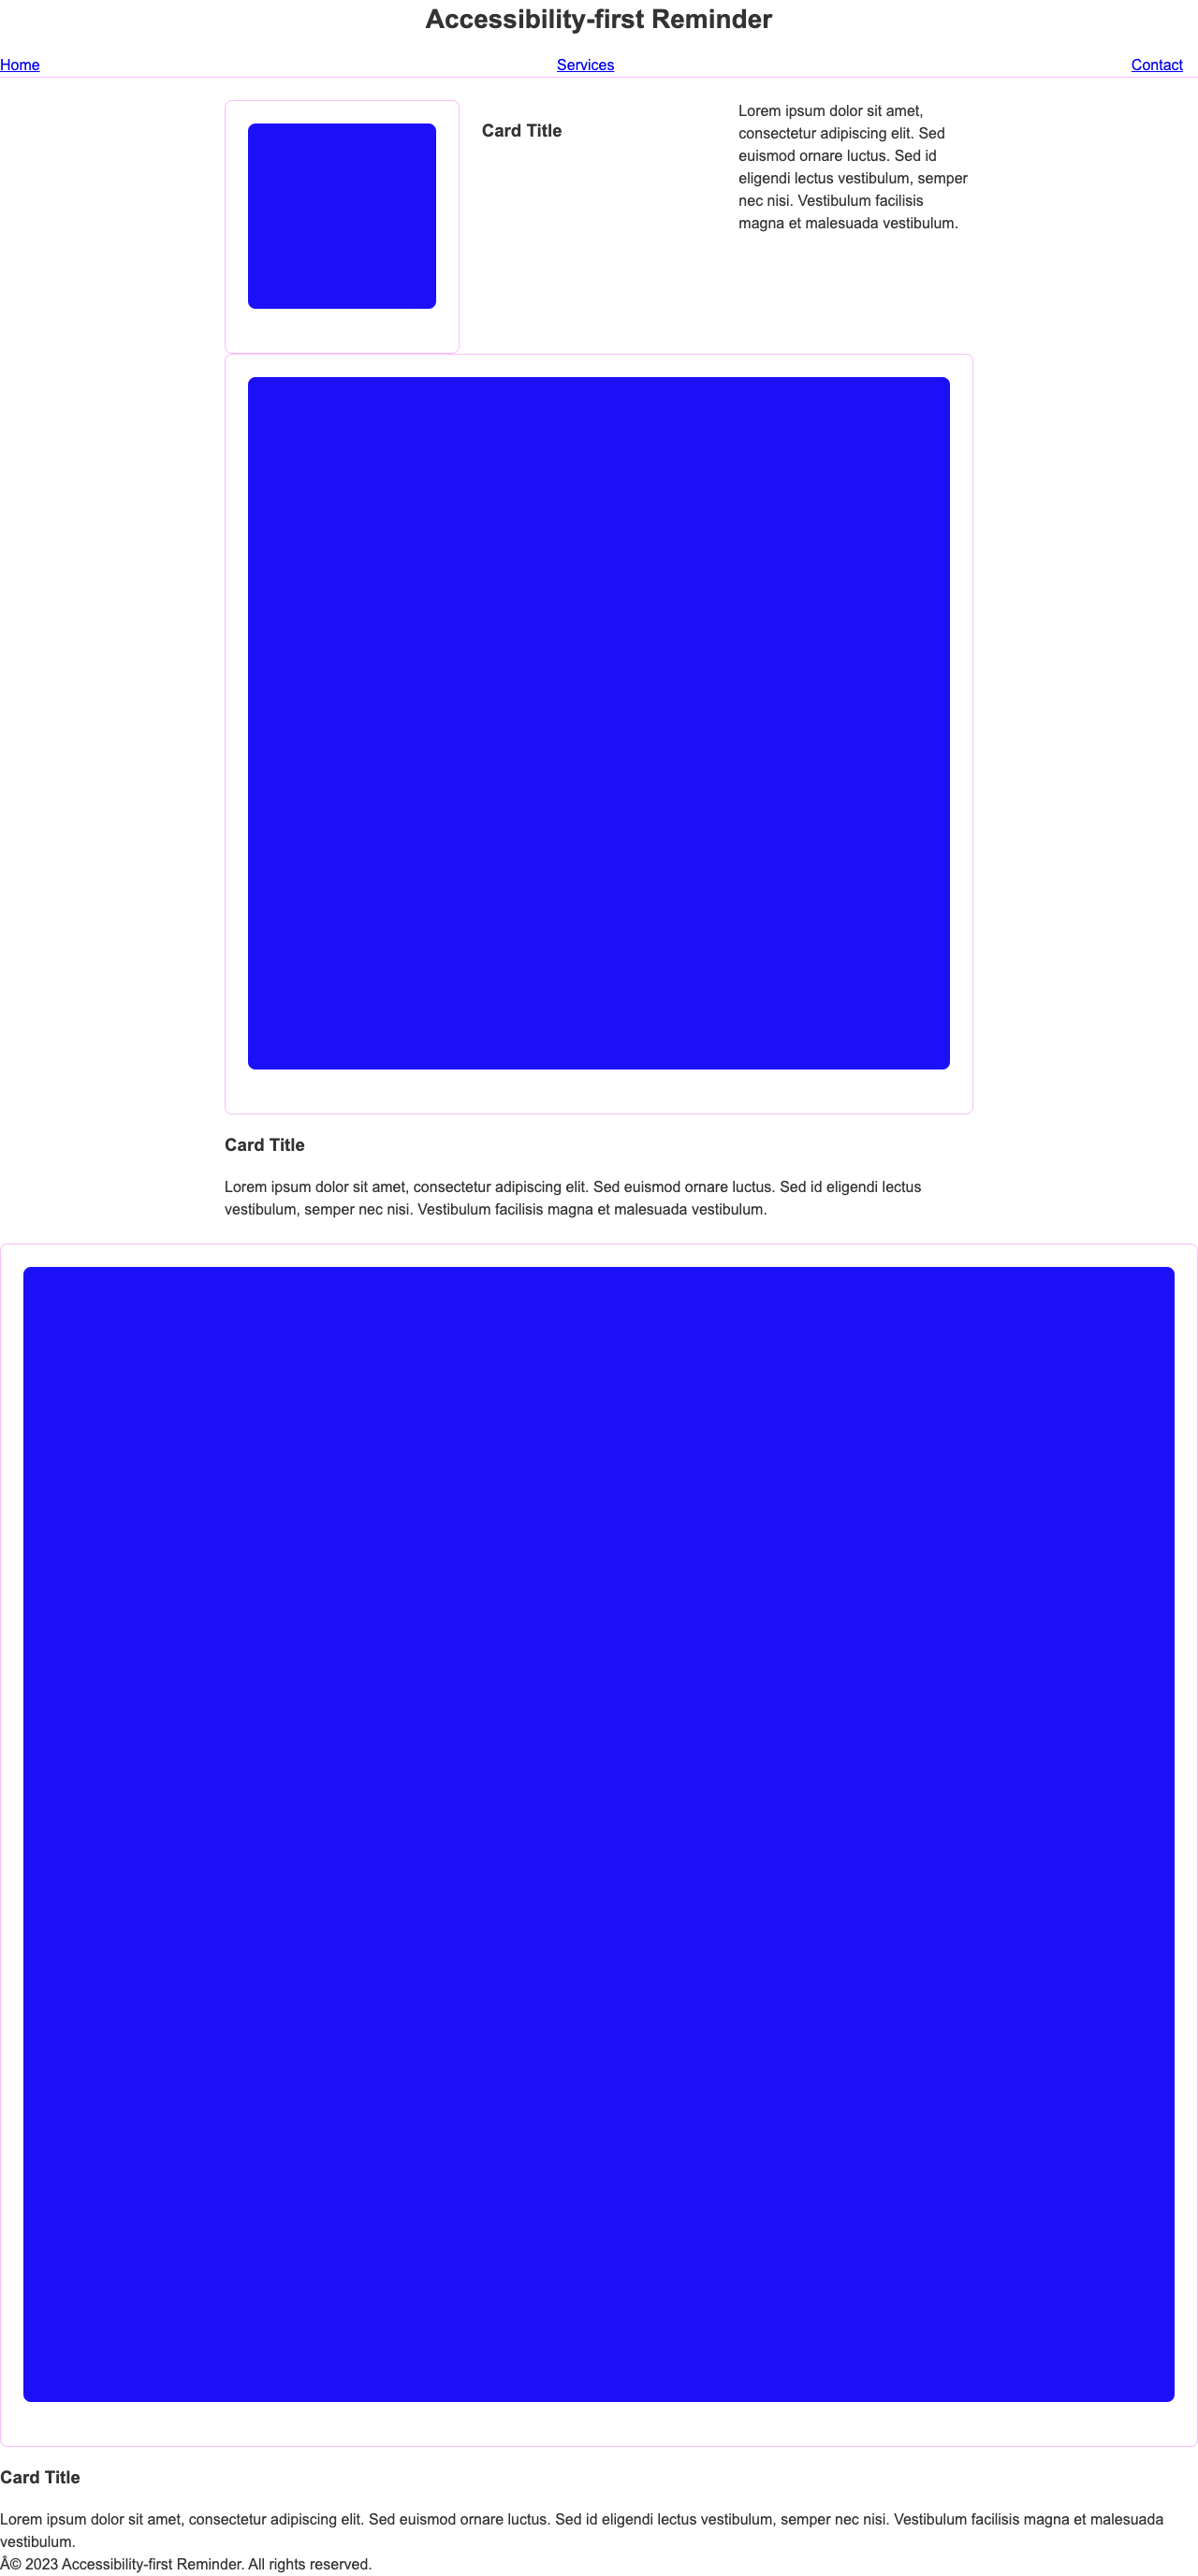 Accessibility-first Reminder
Home Services Contact
Card Title
Lorem ipsum dolor sit amet,
consectetur adipiscing elit. Sed
euismod ornare luctus. Sed id
eligendi lectus vestibulum, semper
nec nisi. Vestibulum facilisis
magna et malesuada vestibulum.
Card Title
Lorem ipsum dolor sit amet, consectetur adipiscing elit. Sed euismod ornare luctus. Sed id eligendi lectus
vestibulum, semper nec nisi. Vestibulum facilisis magna et malesuada vestibulum.
Card Title
Lorem ipsum dolor sit amet, consectetur adipiscing elit. Sed euismod ornare luctus. Sed id eligendi lectus vestibulum, semper nec nisi. Vestibulum facilisis magna et malesuada
vestibulum.
Â© 2023 Accessibility-first Reminder. All rights reserved.